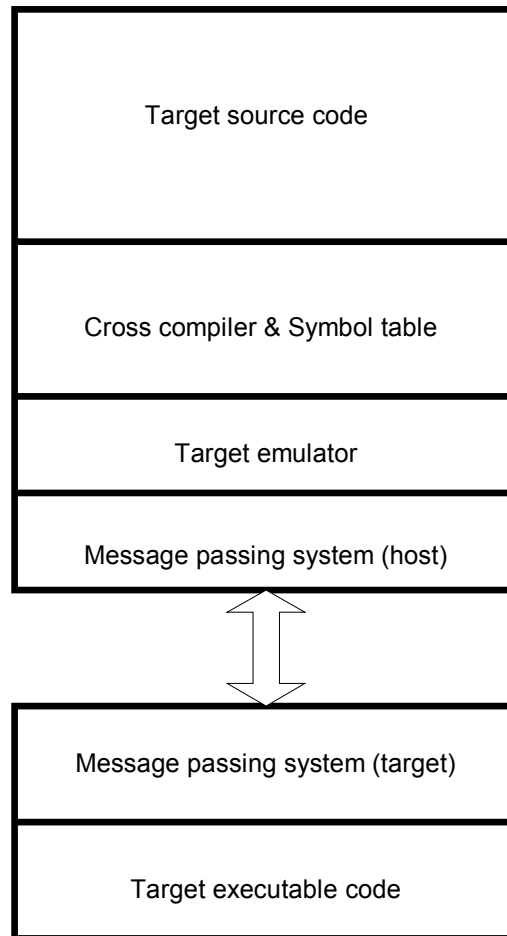 Target source code
Cross compiler & Symbol table
Target emulator
Message passing system (host)
Message passing system (target)
Target executable code